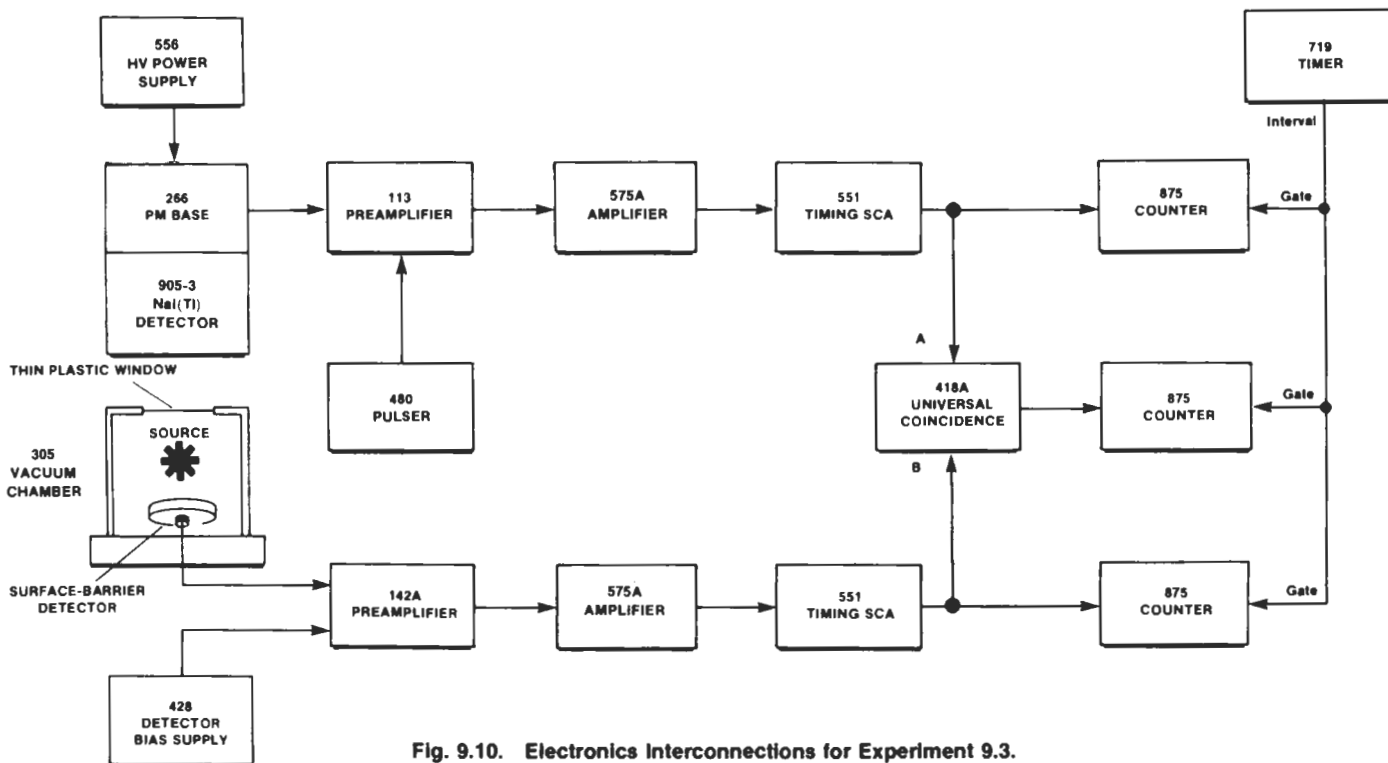 556
HV POWER
SUPPLY
719
TIMER
Interval
266
PM BASE
113
PREAMPLIFIER
575A
AMPLIFIER
551
TIMING SCA
875
COUNTER
Gate
905-3
NaI(Tl)
DETECTOR
THIN PLASTIC WINDOW
480
PULSER
A
418A
UNIVERSAL
COINCIDENCE
875
COUNTER
Gate
SOURCE
305
VACUUM
CHAMBER
B
SURFACE-BARRIER
DETECTOR
142A
PREAMPLIFIER
575A
AMPLIFIER
551
TIMING SCA
875
COUNTER
Gate
428
DETECTOR
BIAS SUPPLY
Fig. 9.10. Electronics Interconnections for Experiment 9.3.